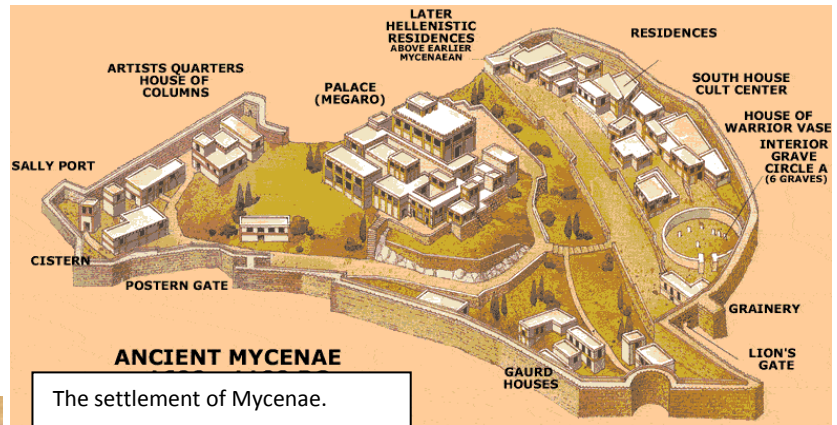 LATER
HELLENISTIC
RESIDENCES
ABOVE EARLIER
MYCENAEAN
RESIDENCES
ARTISTS QUARTERS
HOUSE OF
COLUMNS
PALACE
(MEGARO)
SOUTH HOUSE
CULT CENTER
HOUSE OF
WARRIOR VASE
INTERIOR
GRAVE
CIRCLE A
(6 GRAVES)
SALLY PORT
CISTERN
POSTERN GATE
GRAINERY
LION'S
GATE
GAURD
HOUSES
ANCIENT MYCENAE
The settlement of Mycenae.